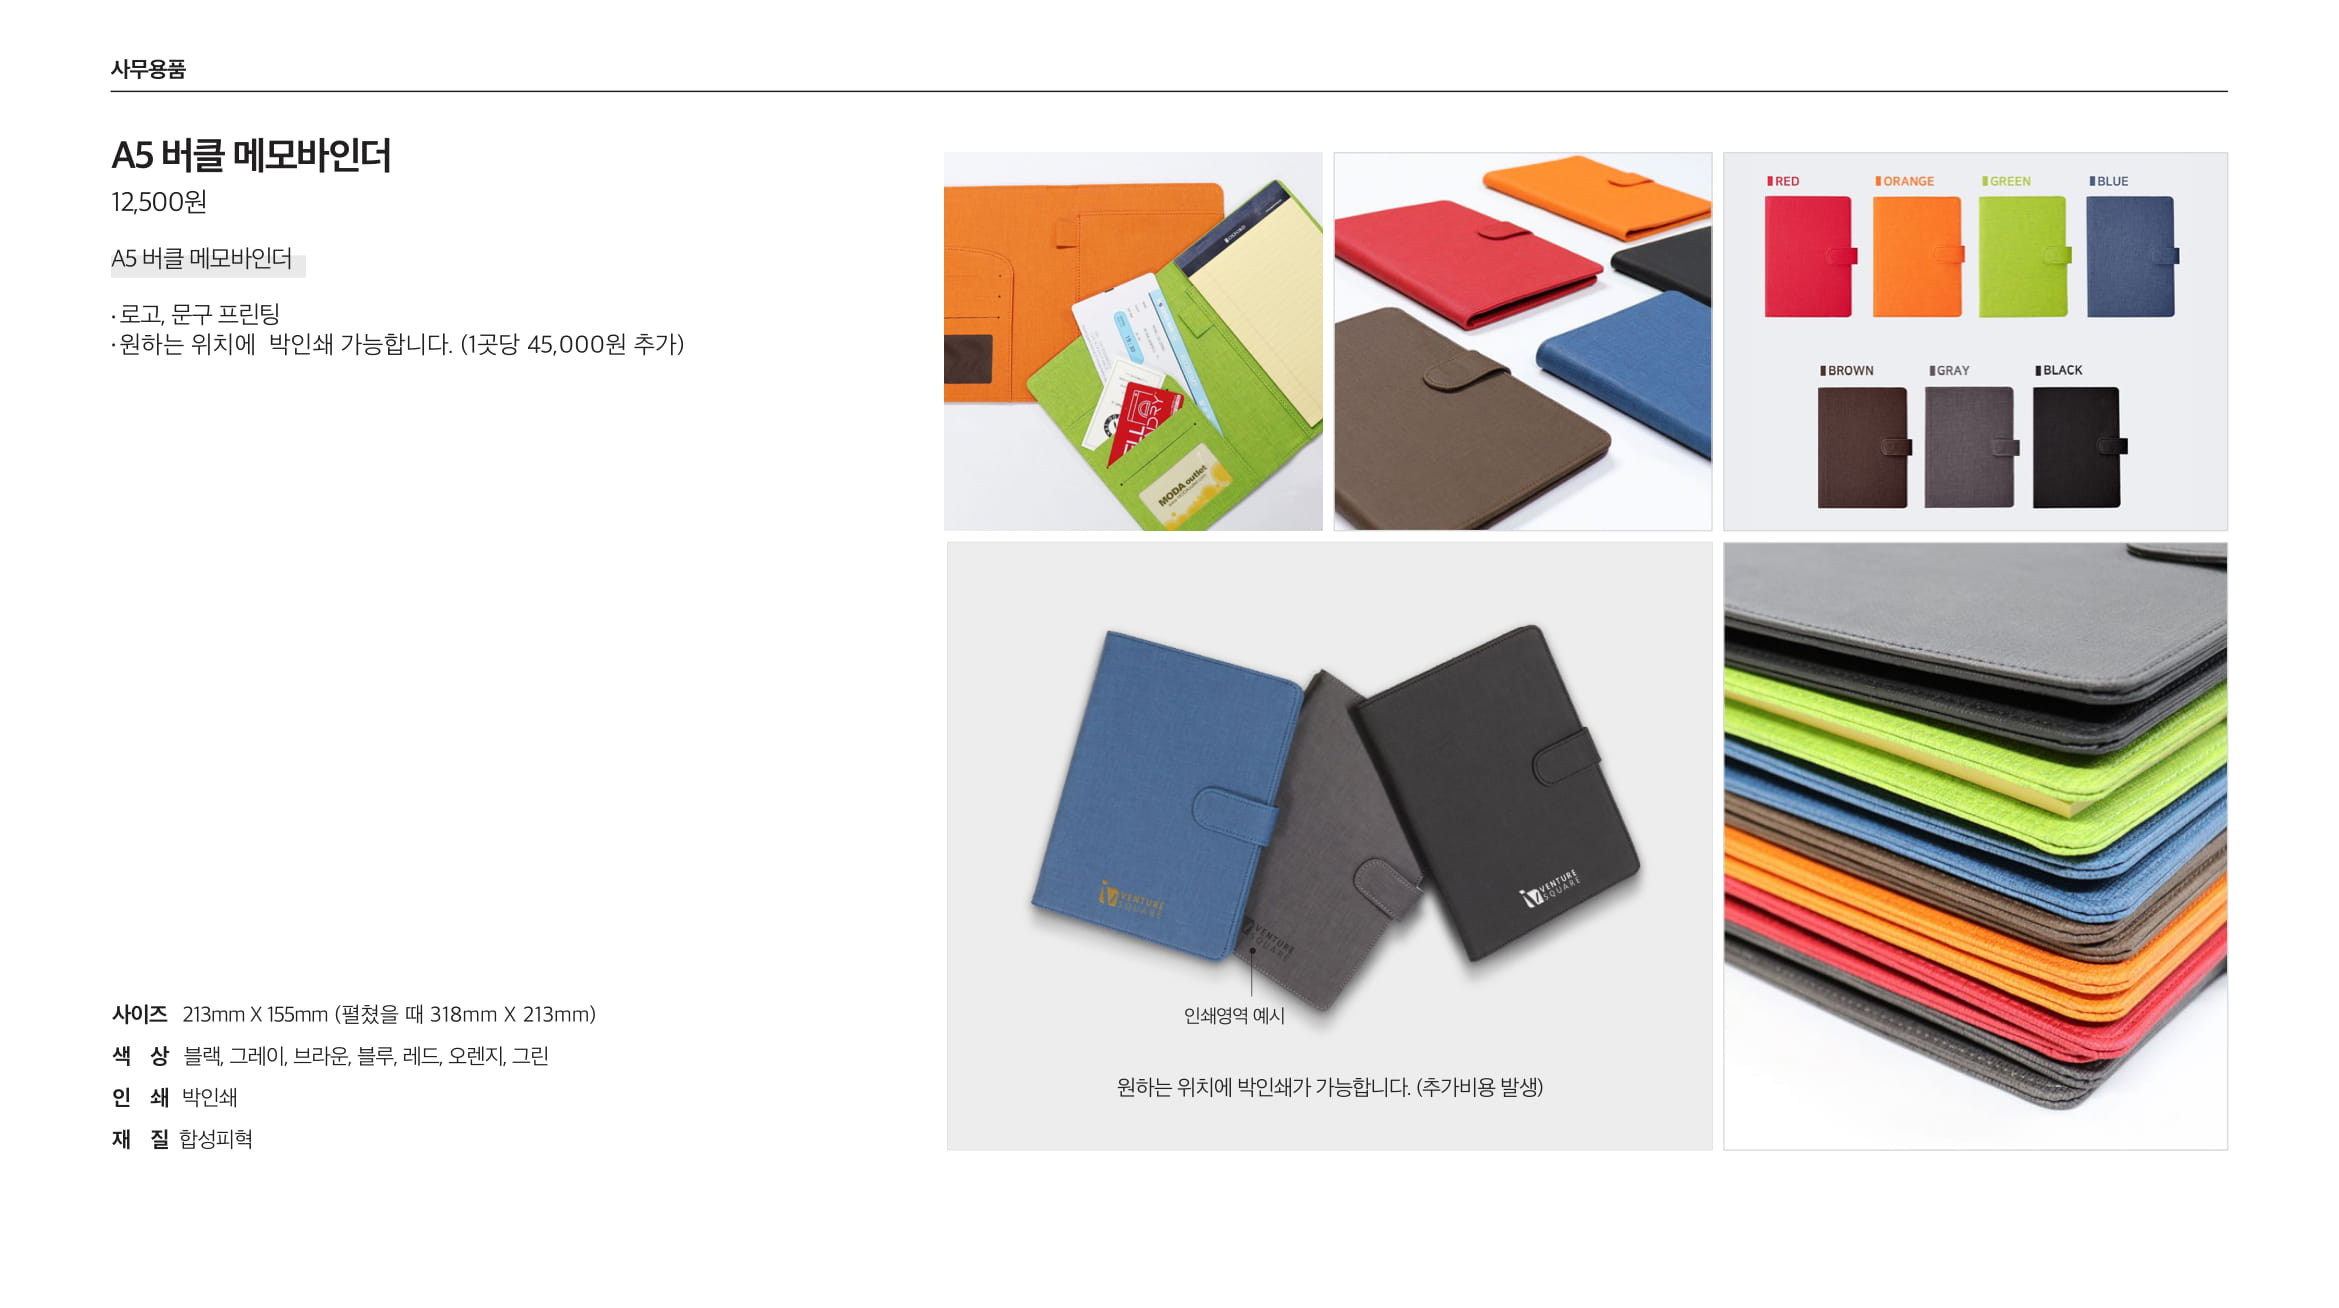 사무용품
A5 버클 메모바인더
12,500원
A5 버클 메모바인더
· 로고, 문구 프린팅
· 원하는 위치에 박인쇄 가능합니다. (1곳당 45,000원 추가)
사이즈 213mm X 155mm (펼쳤을 때 318mm X 213mm)
색 상 블랙, 그레이, 브라운, 블루, 레드, 오렌지, 그린
인 쇄 박인쇄
재 질 합성피혁
OXFORD
MODA outlet
RED
ORANGE
GREEN
BLUE
BROWN
GRAY
BLACK
VENTURE
SQUARE
VENTURE
SQUARE
VENTURE
SQUARE
인쇄영역 예시
원하는 위치에 박인쇄가 가능합니다. (추가비용 발생)